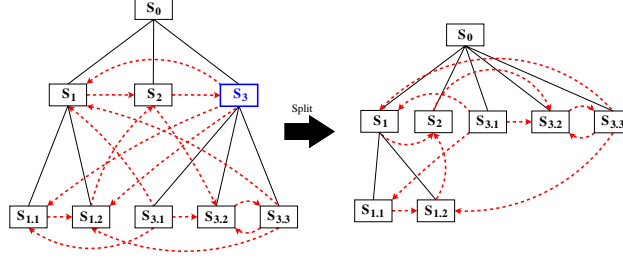 S0
S1 S2 S3
S1.1 S1.2 S3.1 S3.2 S3.3
Split
S0
S1 S2 S3.1 S3.2 S3.3
S1.1 S1.2